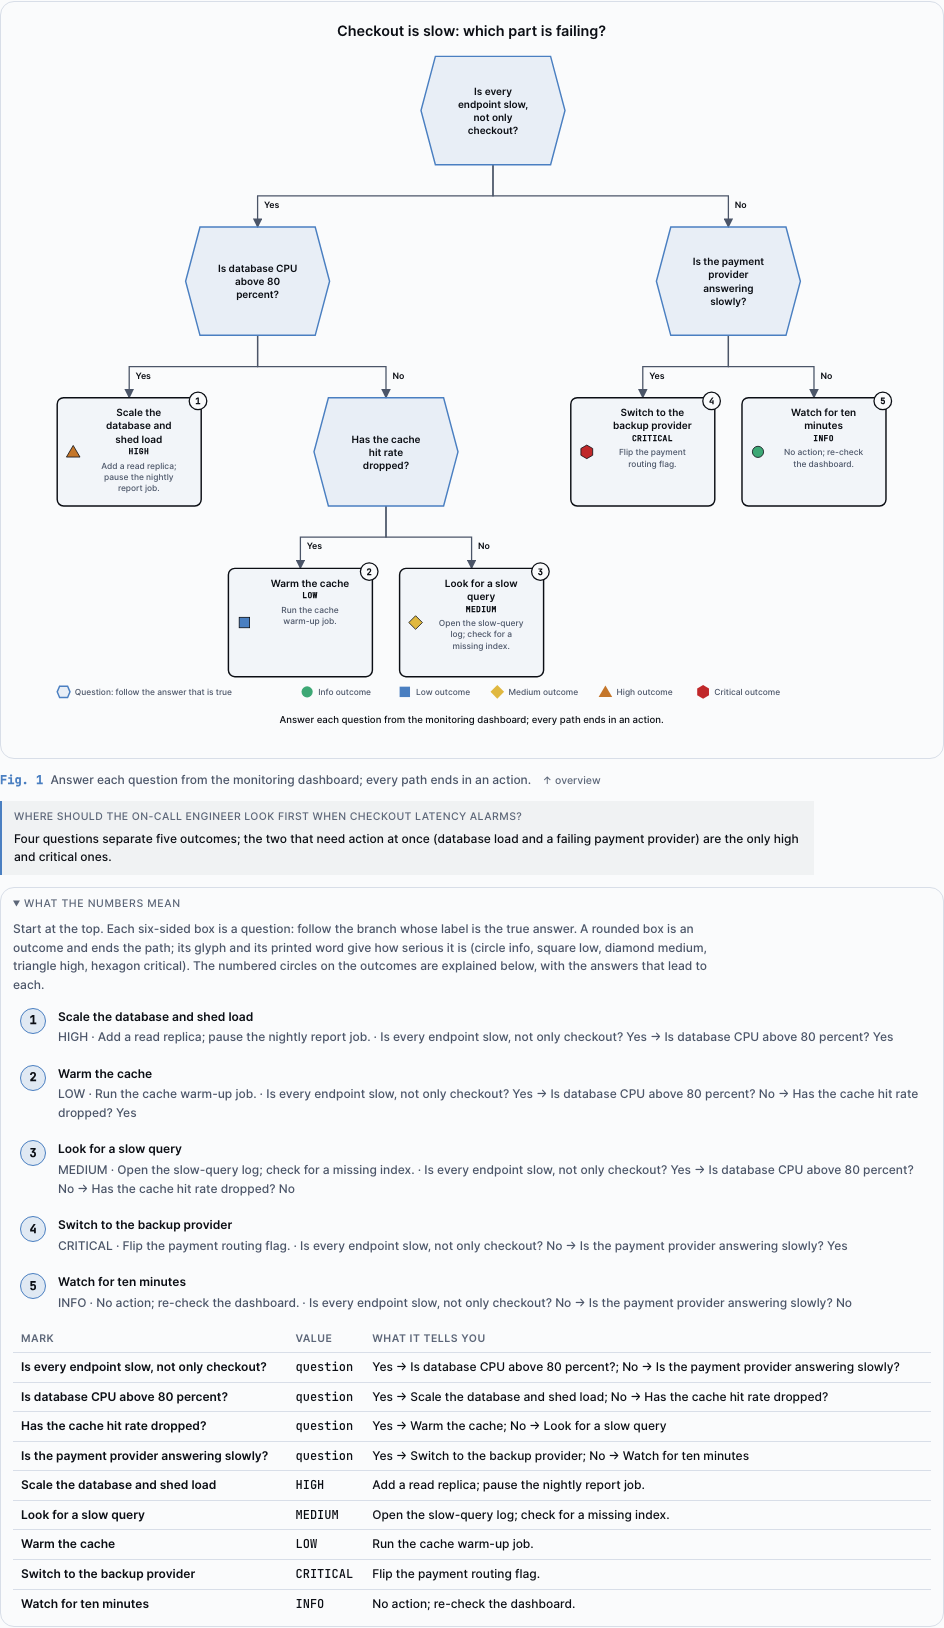 Checkout is slow: which part is failing?
Is every
endpoint slow,
not only
checkout?
Yes
No
Is database CPU
above 80
percent?
Is the payment
provider
answering
slowly?
Yes
No
Yes
No
1
Scale the
database and
shed load
HIGH
Add a read replica;
pause the nightly
report job.
Has the cache
hit rate
dropped?
4
Switch to the
backup provider
CRITICAL
Flip the payment
routing flag.
5
Watch for ten
minutes
INFO
No action; re-check
the dashboard.
Yes
No
2
Warm the cache
LOW
Run the cache
warm-up job.
3
Look for a slow
query
MEDIUM
Open the slow-query
log; check for a
missing index.
Question: follow the answer that is true
Info outcome
Low outcome
Medium outcome
High outcome
Critical outcome
Answer each question from the monitoring dashboard; every path ends in an action.
Fig. 1 Answer each question from the monitoring dashboard; every path ends in an action. ↑ overview
WHERE SHOULD THE ON-CALL ENGINEER LOOK FIRST WHEN CHECKOUT LATENCY ALARMS?
Four questions separate five outcomes; the two that need action at once (database load and a failing payment provider) are the only high
and critical ones.
▼ WHAT THE NUMBERS MEAN
Start at the top. Each six-sided box is a question: follow the branch whose label is the true answer. A rounded box is an
outcome and ends the path; its glyph and its printed word give how serious it is (circle info, square low, diamond medium,
triangle high, hexagon critical). The numbered circles on the outcomes are explained below, with the answers that lead to
each.
1 Scale the database and shed load
HIGH · Add a read replica; pause the nightly report job. · Is every endpoint slow, not only checkout? Yes → Is database CPU above 80 percent? Yes
2 Warm the cache
LOW · Run the cache warm-up job. · Is every endpoint slow, not only checkout? Yes → Is database CPU above 80 percent? No → Has the cache hit rate
dropped? Yes
3 Look for a slow query
MEDIUM · Open the slow-query log; check for a missing index. · Is every endpoint slow, not only checkout? Yes → Is database CPU above 80 percent?
No → Has the cache hit rate dropped? No
4 Switch to the backup provider
CRITICAL · Flip the payment routing flag. · Is every endpoint slow, not only checkout? No → Is the payment provider answering slowly? Yes
5 Watch for ten minutes
INFO · No action; re-check the dashboard. · Is every endpoint slow, not only checkout? No → Is the payment provider answering slowly? No
MARK VALUE WHAT IT TELLS YOU
Is every endpoint slow, not only checkout? question Yes → Is database CPU above 80 percent?; No → Is the payment provider answering slowly?
Is database CPU above 80 percent? question Yes → Scale the database and shed load; No → Has the cache hit rate dropped?
Has the cache hit rate dropped? question Yes → Warm the cache; No → Look for a slow query
Is the payment provider answering slowly? question Yes → Switch to the backup provider; No → Watch for ten minutes
Scale the database and shed load HIGH Add a read replica; pause the nightly report job.
Look for a slow query MEDIUM Open the slow-query log; check for a missing index.
Warm the cache LOW Run the cache warm-up job.
Switch to the backup provider CRITICAL Flip the payment routing flag.
Watch for ten minutes INFO No action; re-check the dashboard.